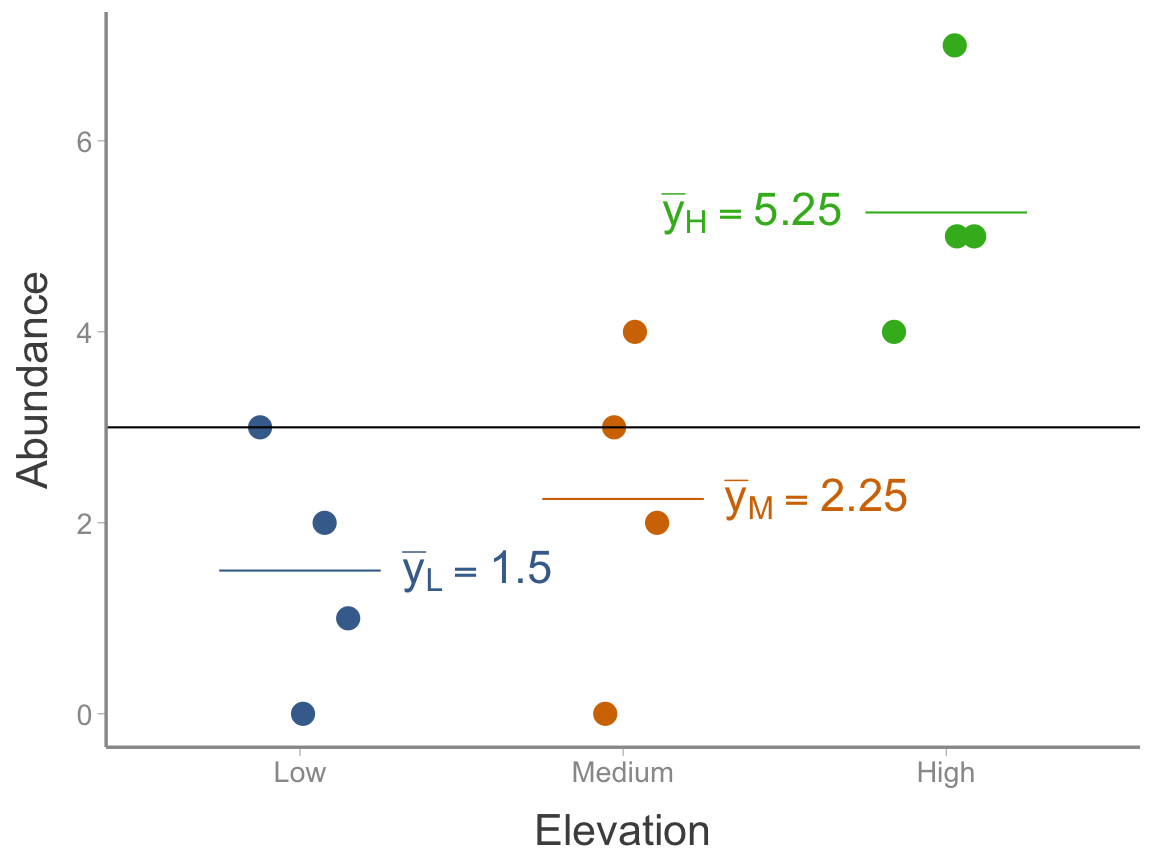 6
ȳH = 5.25
4
Abundance
ȳM = 2.25
2
ȳL = 1.5
0
Low Medium High
Elevation